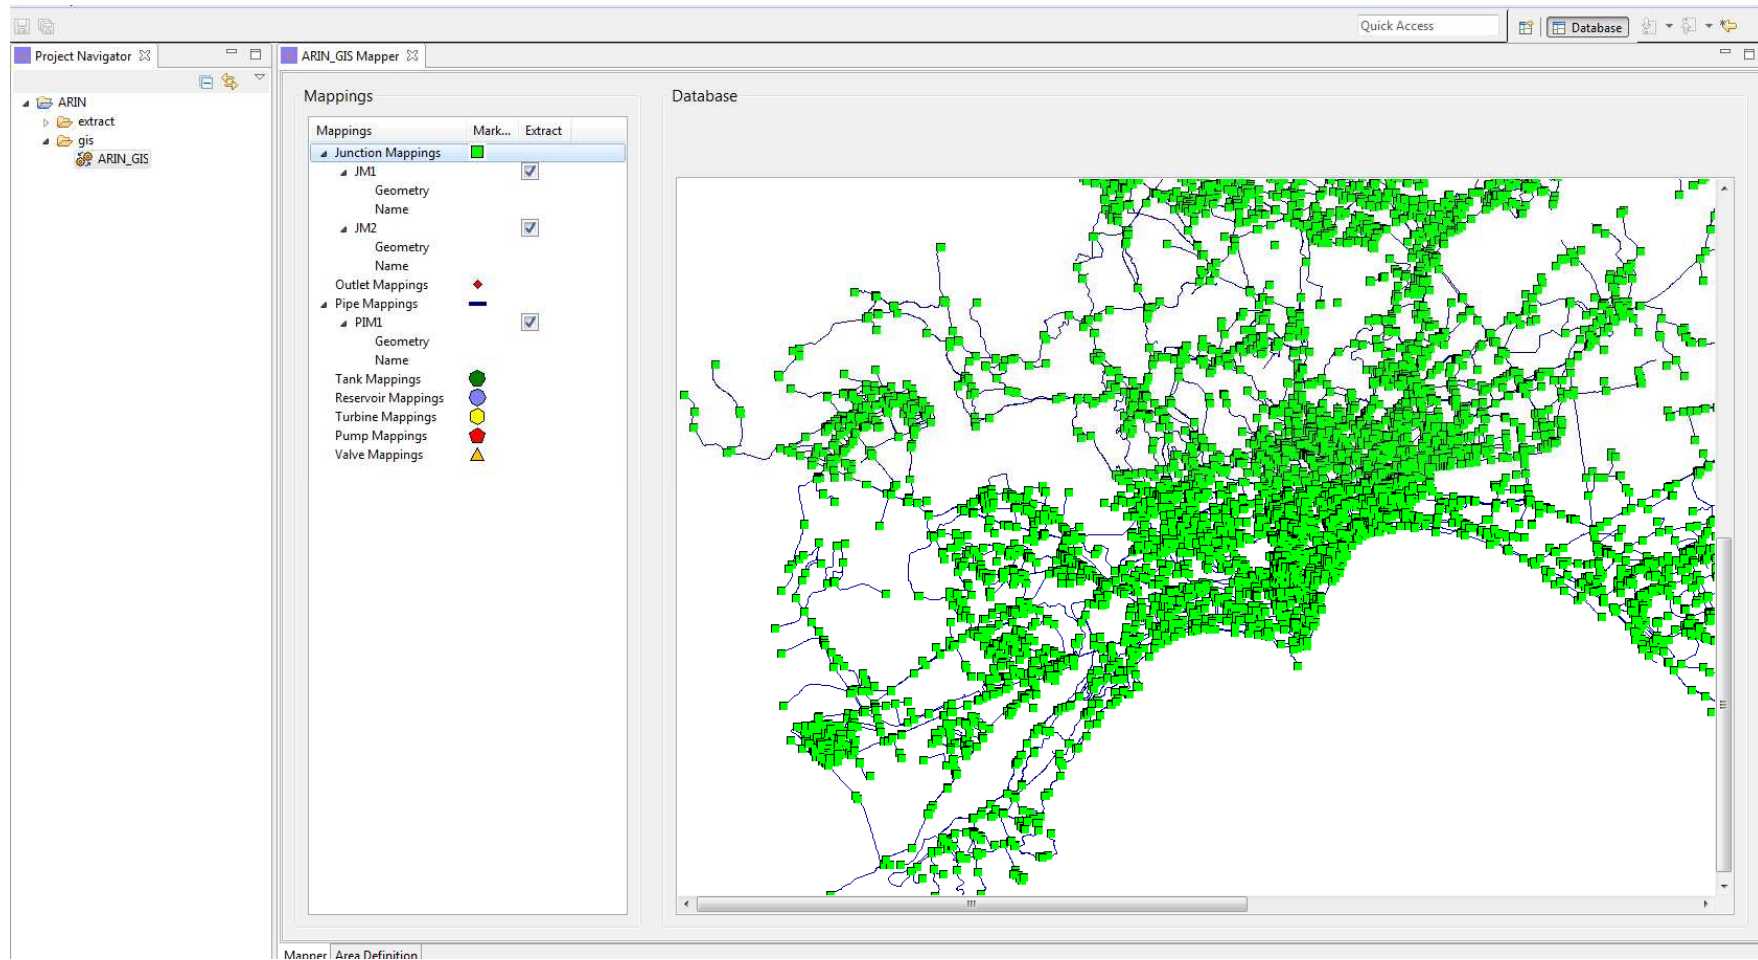 Quick Access
Database
Project Navigator
ARIN_GIS Mapper
ARIN
extract
gis
ARIN_GIS
Mappings
Database
Mappings Mark... Extract
Junction Mappings
JM1
Geometry
Name
JM2
Geometry
Name
Outlet Mappings
Pipe Mappings
PIM1
Geometry
Name
Tank Mappings
Reservoir Mappings
Turbine Mappings
Pump Mappings
Valve Mappings
Mapper Area Definition